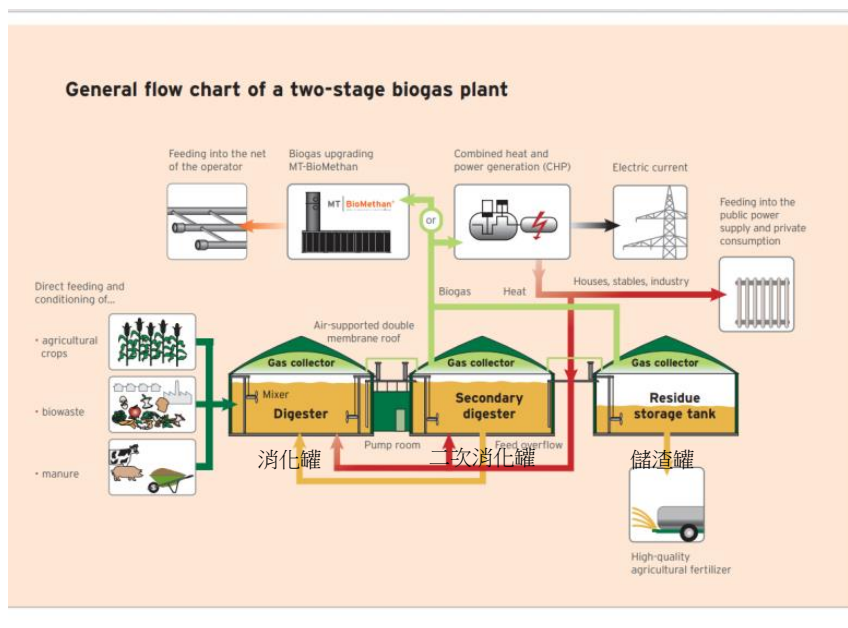 General flow chart of a two-stage biogas plant
Feeding into the net
of the operator
Biogas upgrading
MT-BioMethan
Combined heat and
power generation (CHP)
Electric current
MT BioMethan
or
Feeding into the
public power
supply and private
consumption
Direct feeding and
conditioning of...
Biogas
Heat
Houses, stables, industry
• agricultural
crops
Air-supported double
membrane roof
Gas collector
Gas collector
Gas collector
• biowaste
Mixer
Digester
Secondary
digester
Residue
storage tank
Pump room
Feed overflow
消化罐
二次消化罐
儲渣罐
• manure
High-quality
agricultural fertilizer